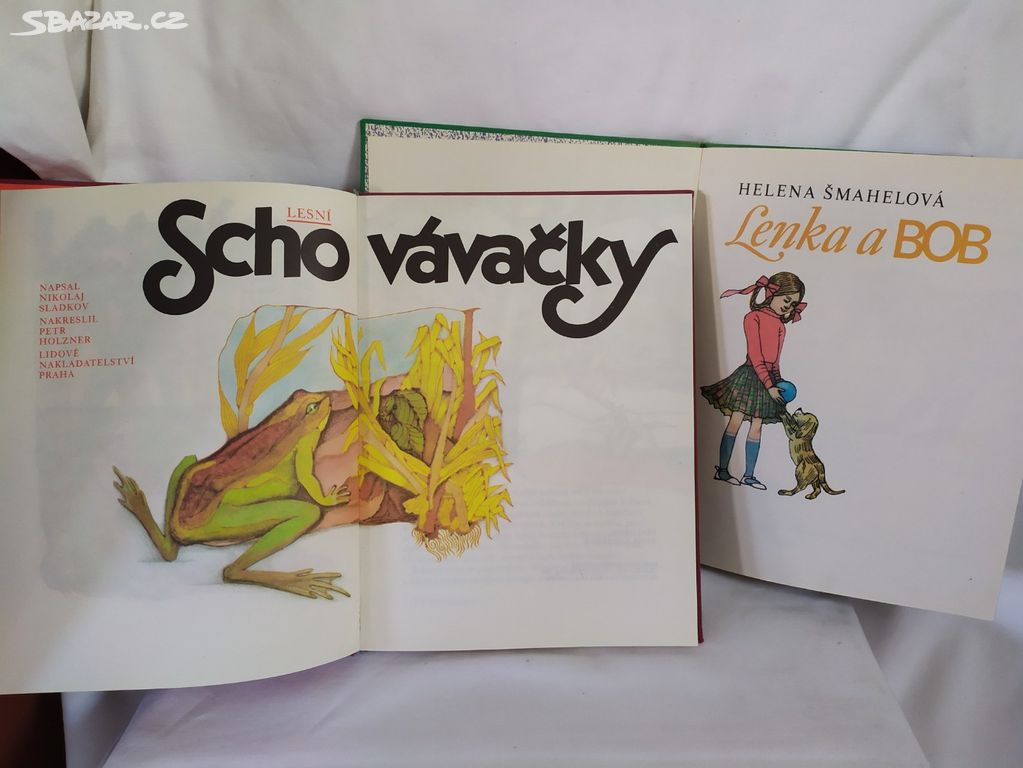 SBAZAR.CZ
LESNÍ
Schovávačky
NAPSAL
NIKOLAJ
SLADKOV
NAKRESLIL
PETR
HOLZNER
LIDOVÉ
NAKLADATELSTVÍ
PRAHA
HELENA ŠMAHELOVÁ
Lenka a BOB